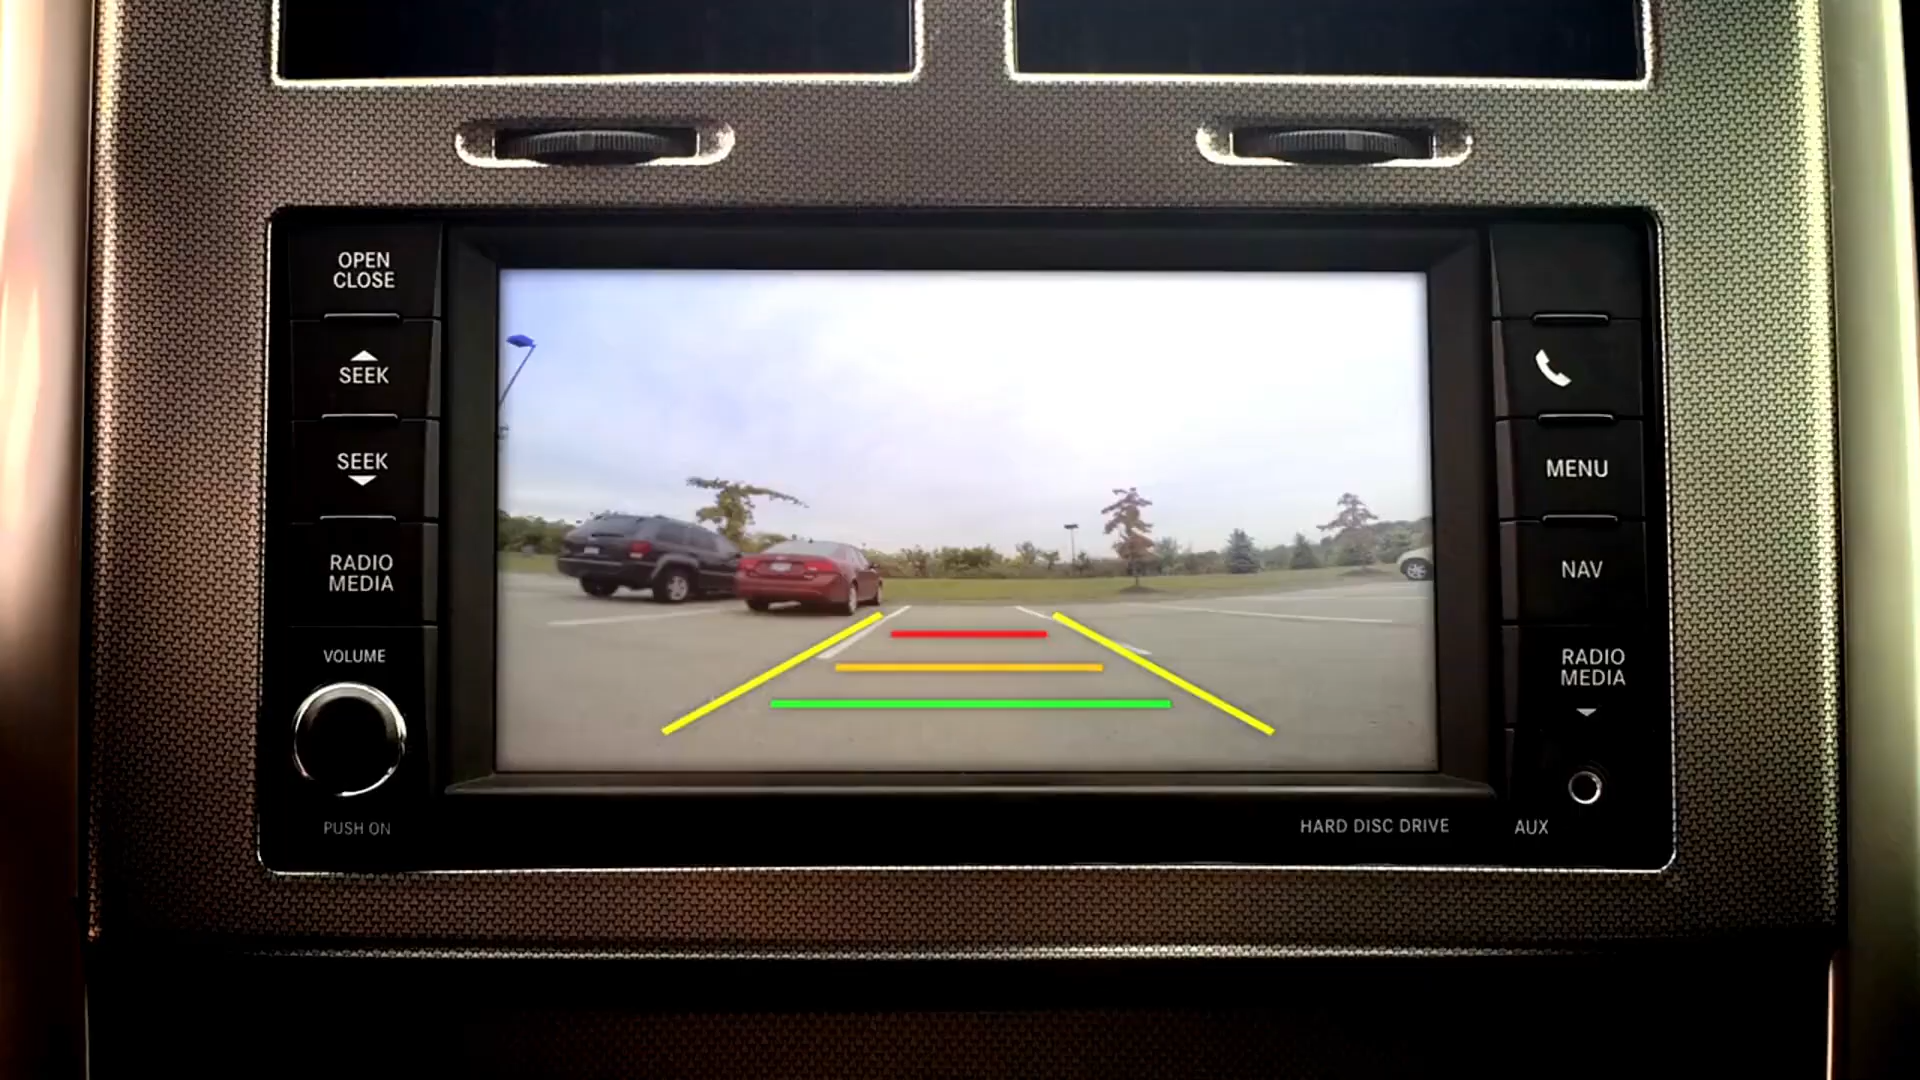 OPEN
CLOSE
SEEK
SEEK
RADIO
MEDIA
VOLUME
PUSH ON
MENU
NAV
RADIO
MEDIA
HARD DISC DRIVE
AUX